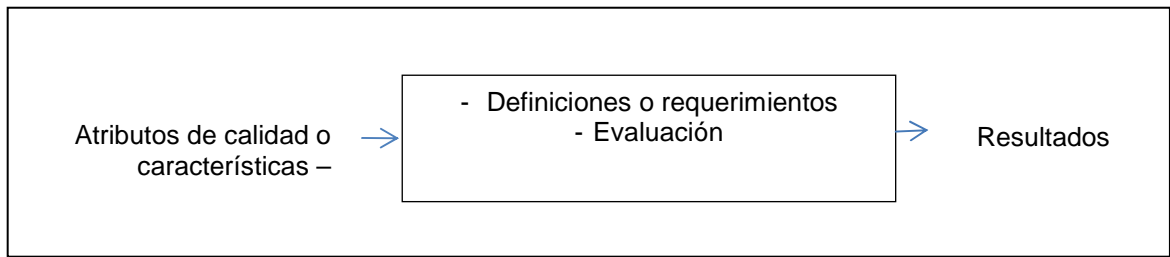 Atributos de calidad o
características –
- Definiciones o requerimientos
- Evaluación
Resultados